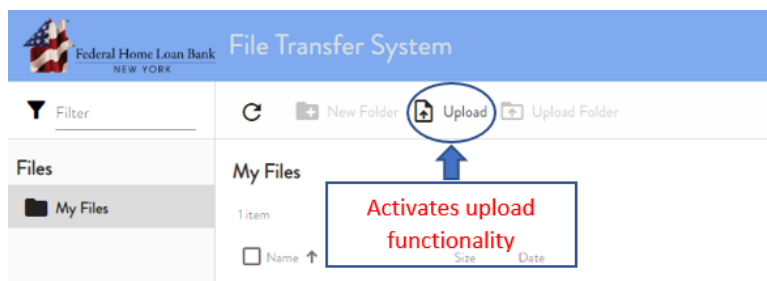 Federal Home Loan Bank
NEW YORK
File Transfer System
Filter
New Folder Upload Upload Folder
Files
My Files
My Files
1 item
Activates upload
functionality
Name Size Date